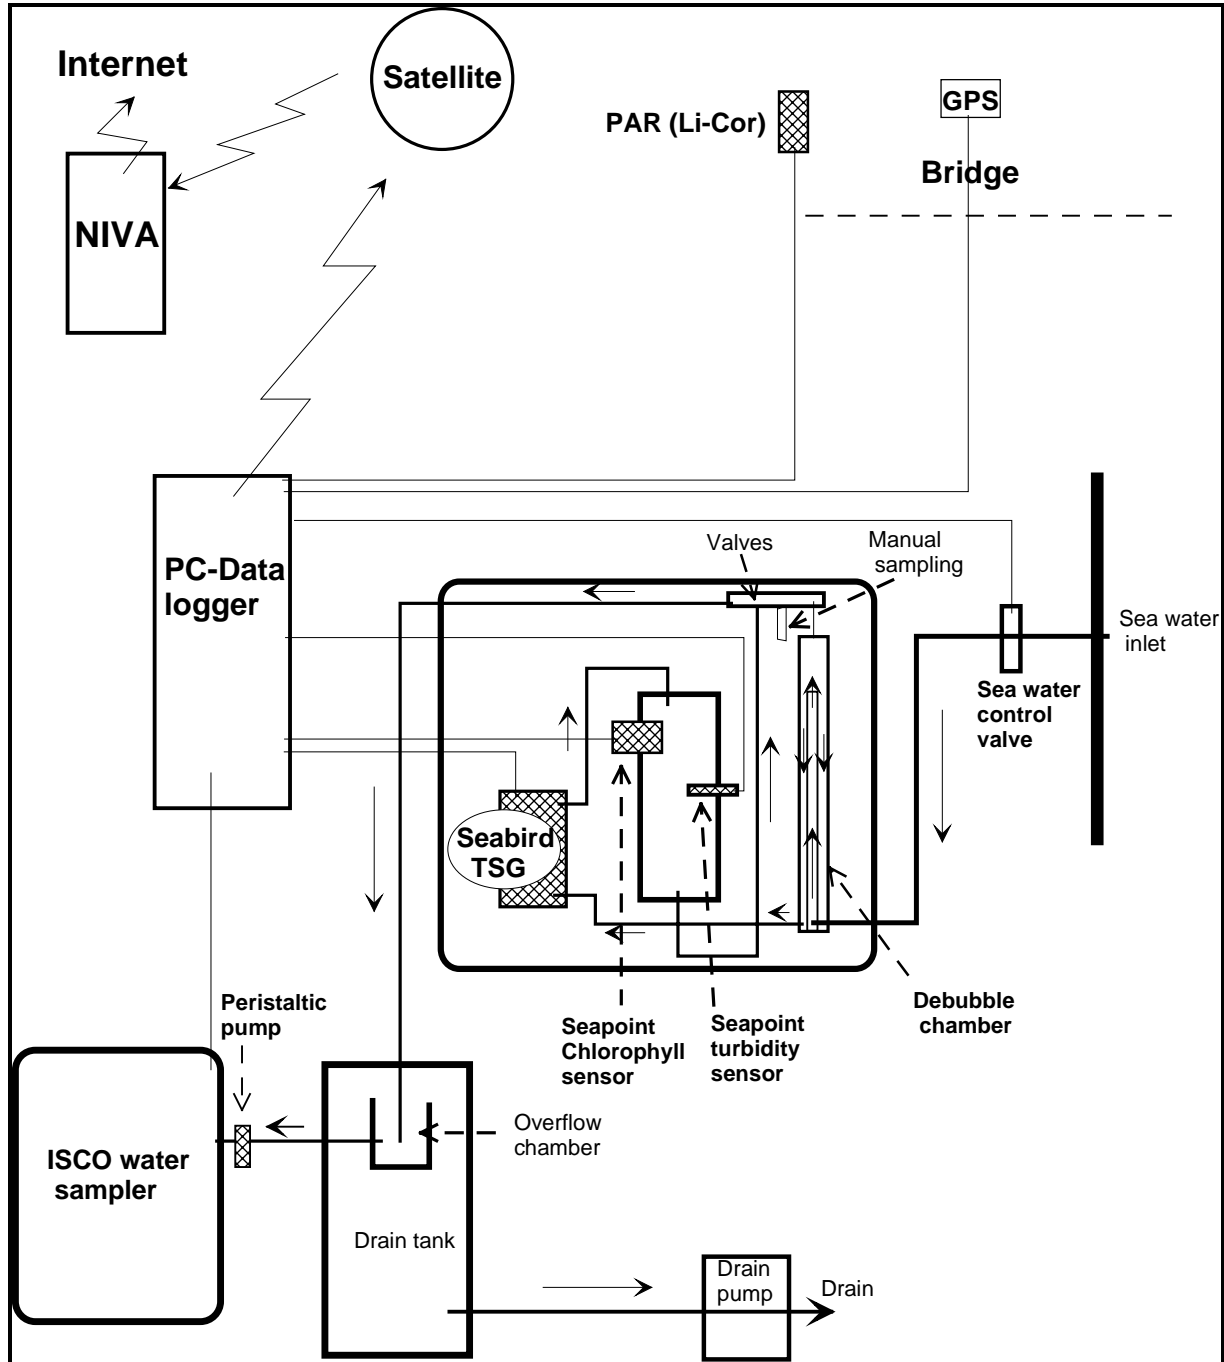 Internet
Satellite
PAR (Li-Cor)
GPS
Bridge
NIVA
PC-Data
logger
Valves
Manual
sampling
Sea water
inlet
Sea water
control
valve
Seabird
TSG
Peristaltic
pump
Seapoint
Chlorophyll
sensor
Seapoint
turbidity
sensor
Debubble
chamber
Overflow
chamber
ISCO water
sampler
Drain tank
Drain
pump
Drain